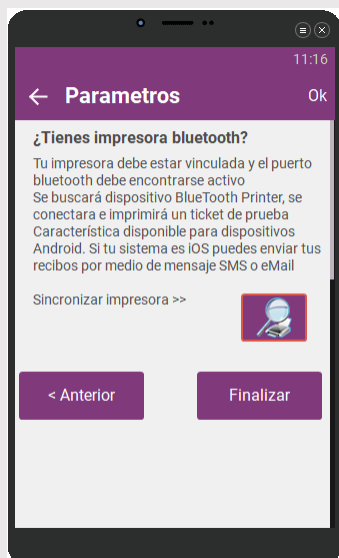 11:16
Parametros
Ok
¿Tienes impresora bluetooth?
Tu impresora debe estar vinculada y el puerto
bluetooth debe encontrarse activo
Se buscará dispositivo BlueTooth Printer, se
conectara e imprimirá un ticket de prueba
Característica disponible para dispositivos
Android. Si tu sistema es iOS puedes enviar tus
recibos por medio de mensaje SMS o eMail
Sincronizar impresora >>
< Anterior
Finalizar